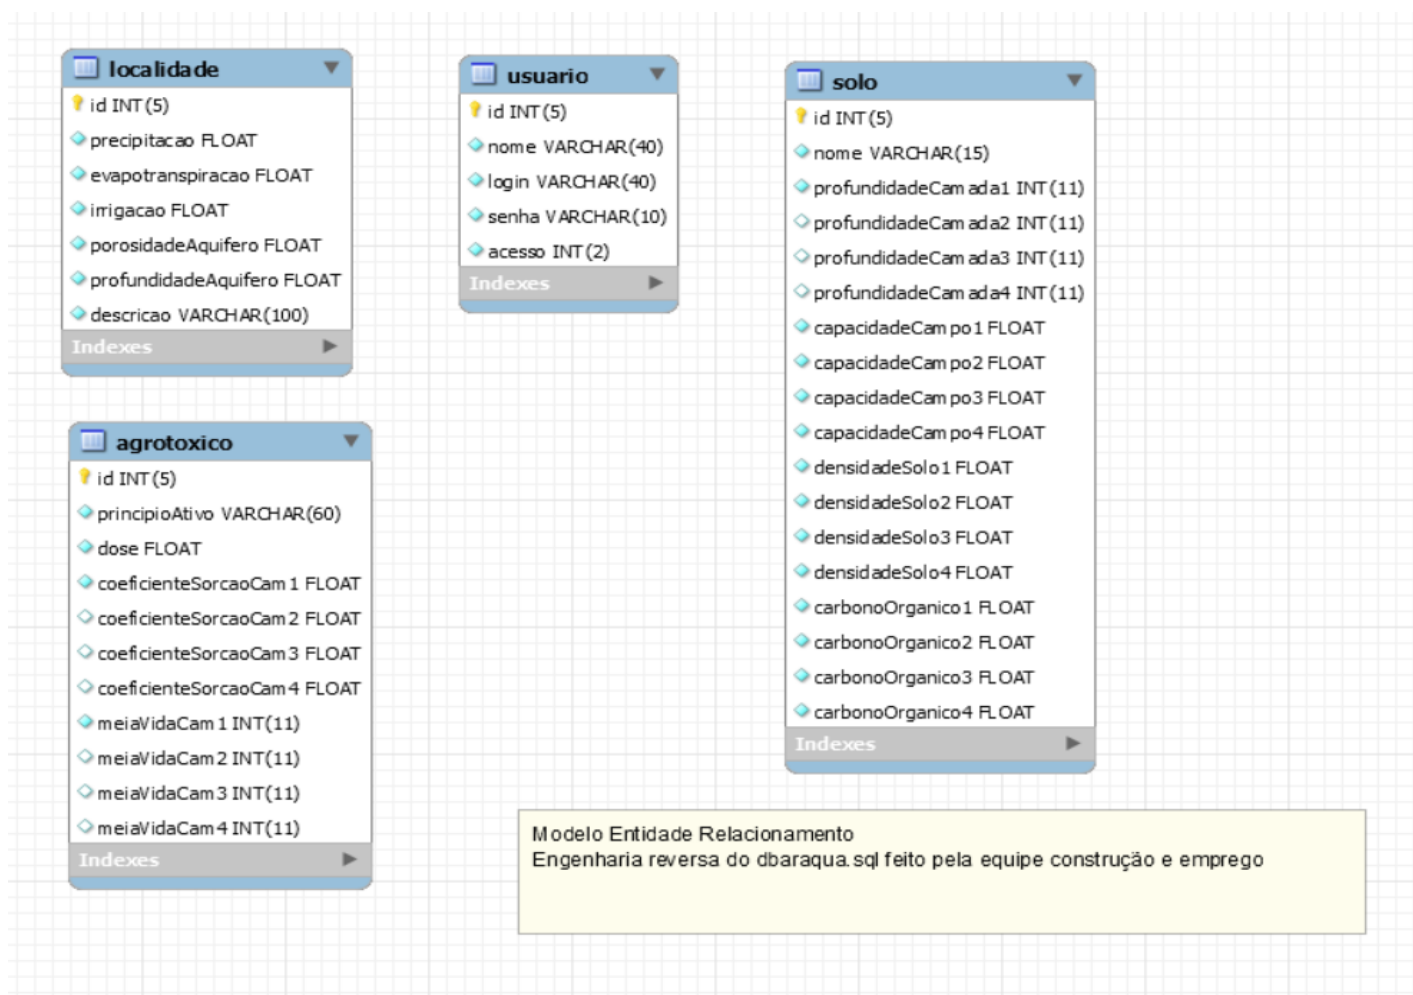 localidade
id INT(5)
precipitacao FLOAT
evapotranspiracao FLOAT
irrigacao FLOAT
porosidadeAquifero FLOAT
profundidadeAquifero FLOAT
descricao VARCHAR(100)
Indexes
usuario
id INT(5)
nome VARCHAR(40)
login VARCHAR(40)
senha VARCHAR(10)
acesso INT(2)
Indexes
solo
id INT(5)
nome VARCHAR(15)
profundidadeCamada1 INT(11)
profundidadeCamada2 INT(11)
profundidadeCamada3 INT(11)
profundidadeCamada4 INT(11)
capacidadeCampo1 FLOAT
capacidadeCampo2 FLOAT
capacidadeCampo3 FLOAT
capacidadeCampo4 FLOAT
densidadeSolo1 FLOAT
densidadeSolo2 FLOAT
densidadeSolo3 FLOAT
densidadeSolo4 FLOAT
carbonoOrganico1 FLOAT
carbonoOrganico2 FLOAT
carbonoOrganico3 FLOAT
carbonoOrganico4 FLOAT
Indexes
agrotoxico
id INT(5)
principioAtivo VARCHAR(60)
dose FLOAT
coeficienteSorcaoCam1 FLOAT
coeficienteSorcaoCam2 FLOAT
coeficienteSorcaoCam3 FLOAT
coeficienteSorcaoCam4 FLOAT
meiaVidaCam1 INT(11)
meiaVidaCam2 INT(11)
meiaVidaCam3 INT(11)
meiaVidaCam4 INT(11)
Indexes
Modelo Entidade Relacionamento
Engenharia reversa do dbaraqua.sql feito pela equipe construção e emprego